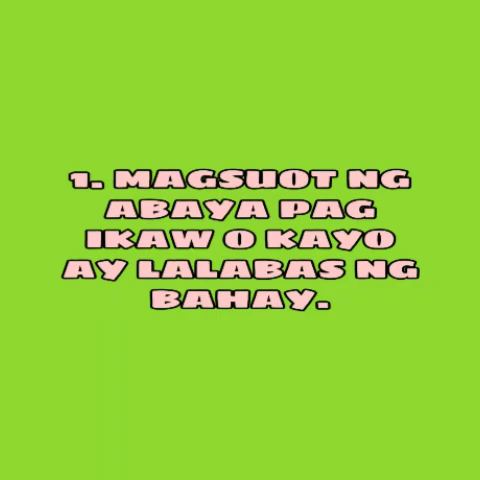 1. MAGSUOT NG
ABAYA PAG
IKAW O KAYO
AY LALABAS NG
BAHAY.